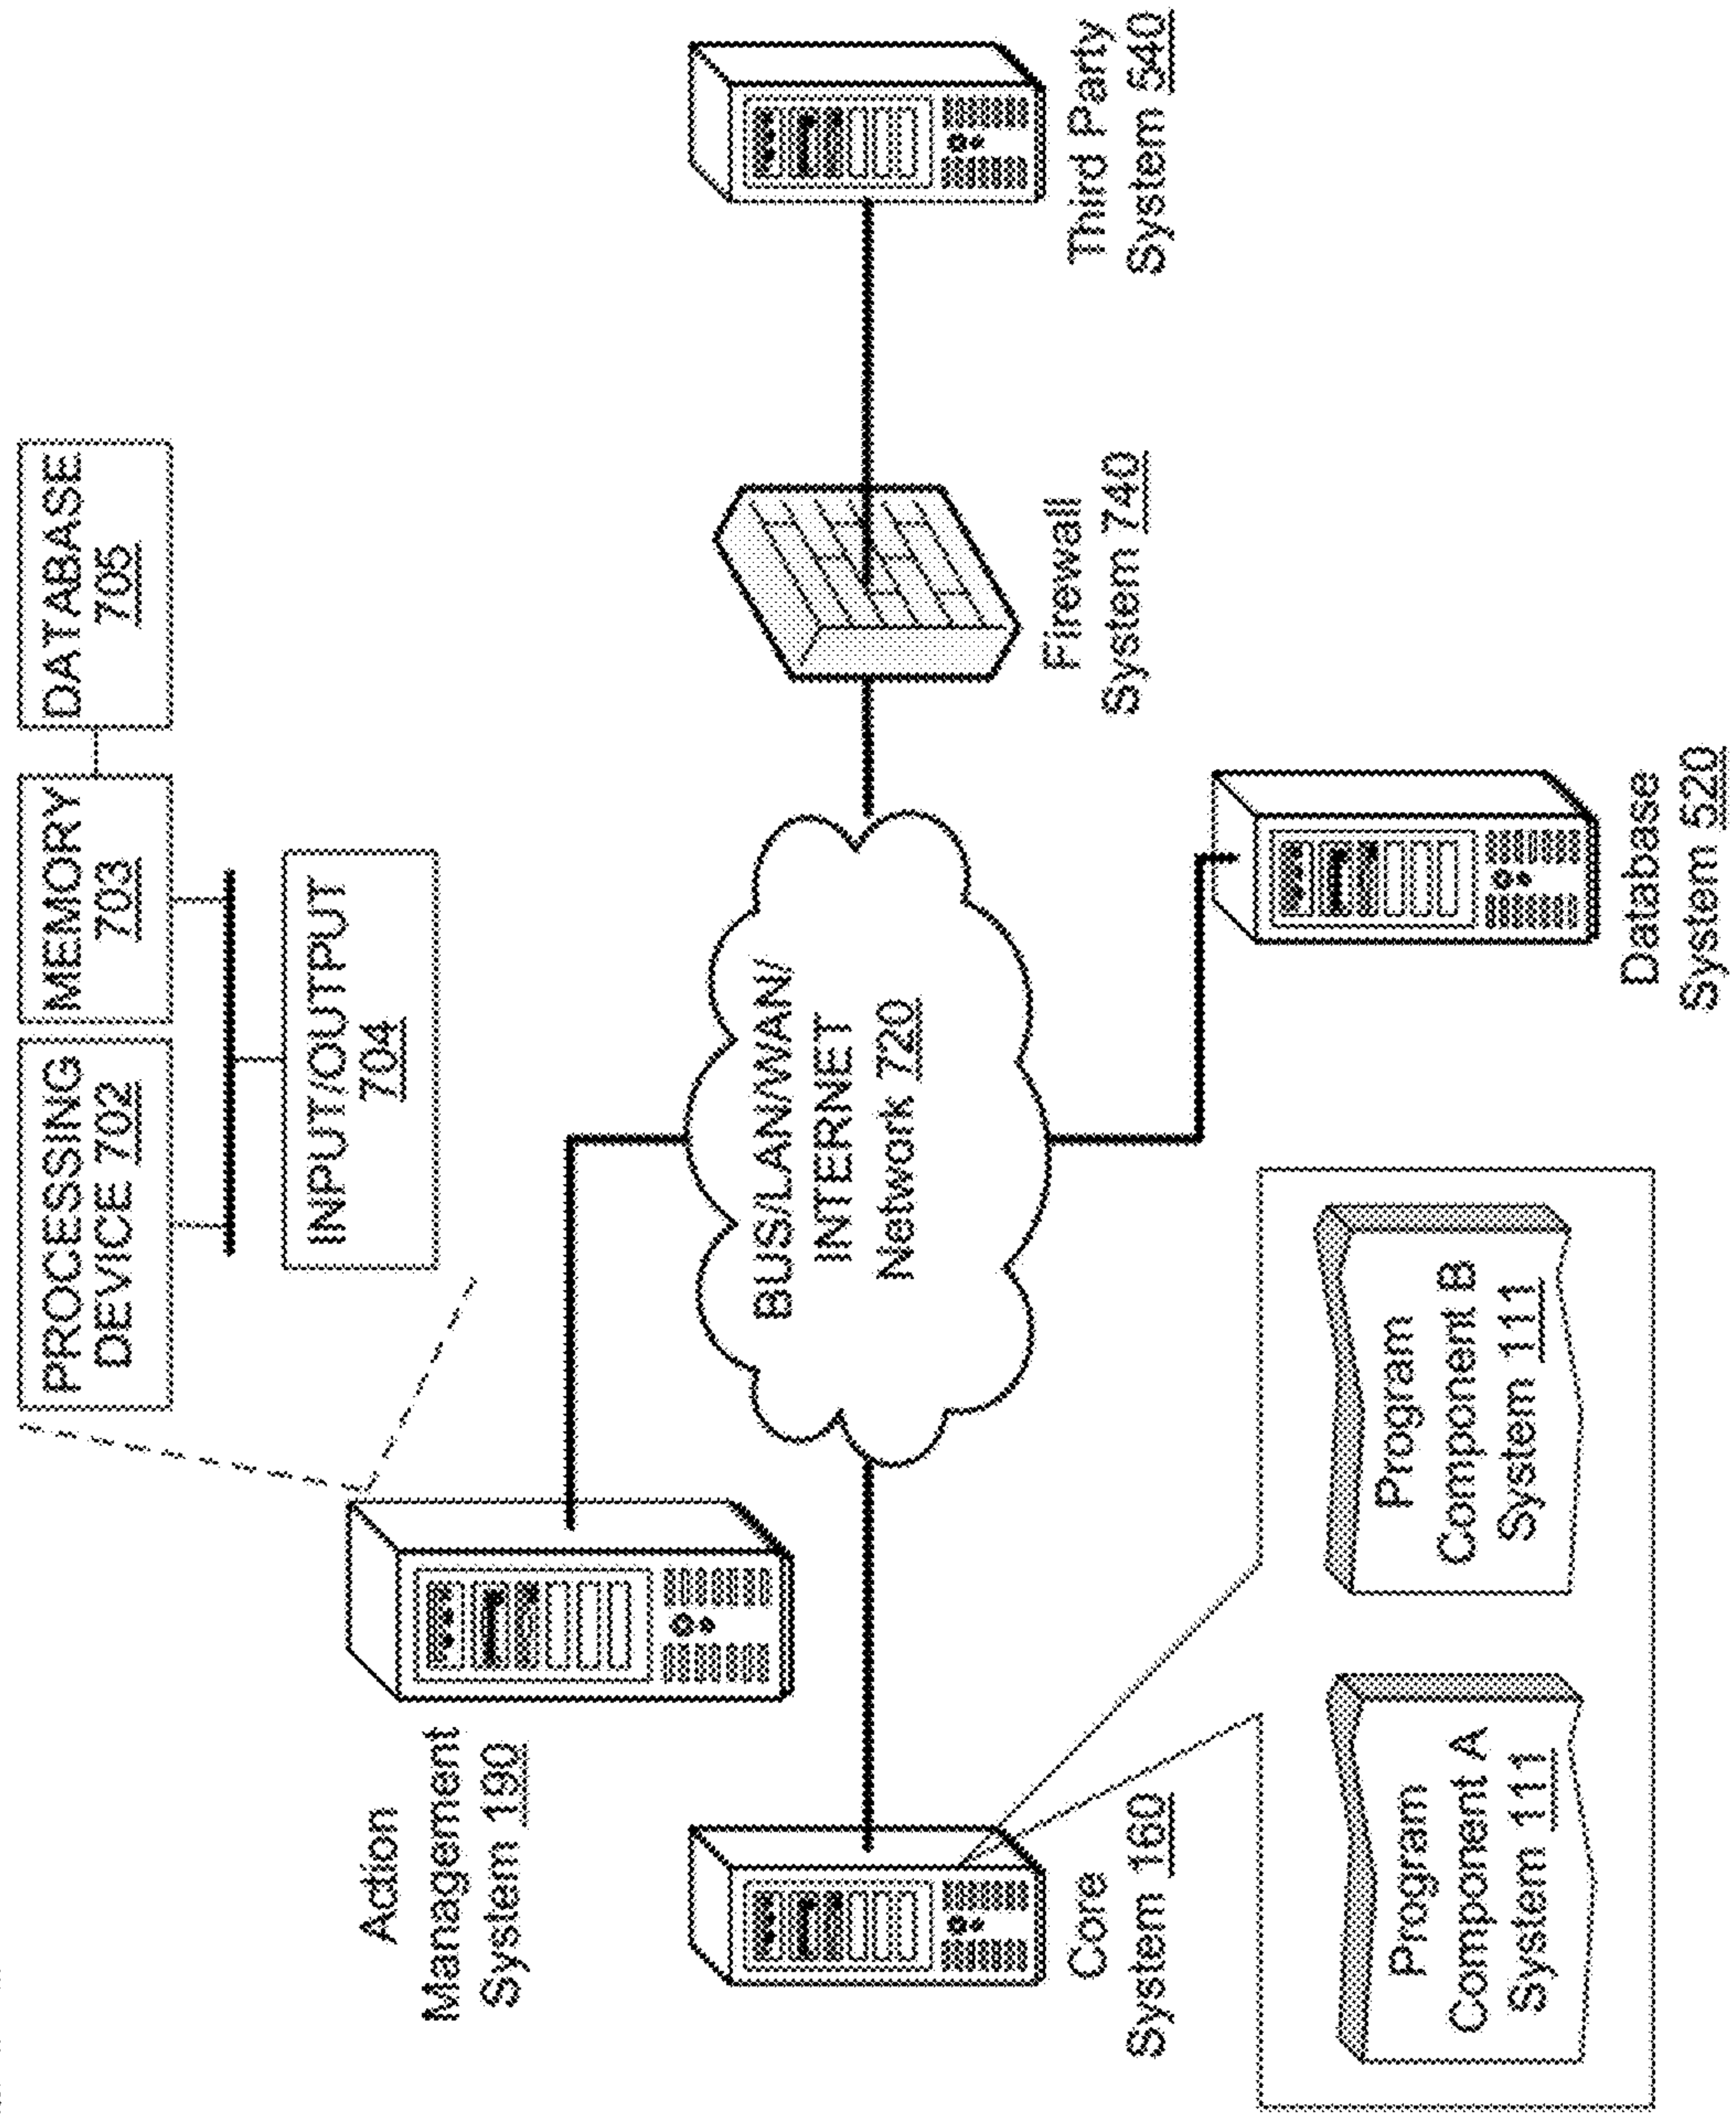 PROCESSING
DEVICE 702
MEMORY
703
DATABASE
705
INPUT/OUTPUT
704
Action
Management
System 190
BUS/LAN/WAN/
INTERNET
Network 720
Core
System 160
Firewall
System 740
Third Party
System 540
Database
System 520
Program
Component A
System 111
Program
Component B
System 111